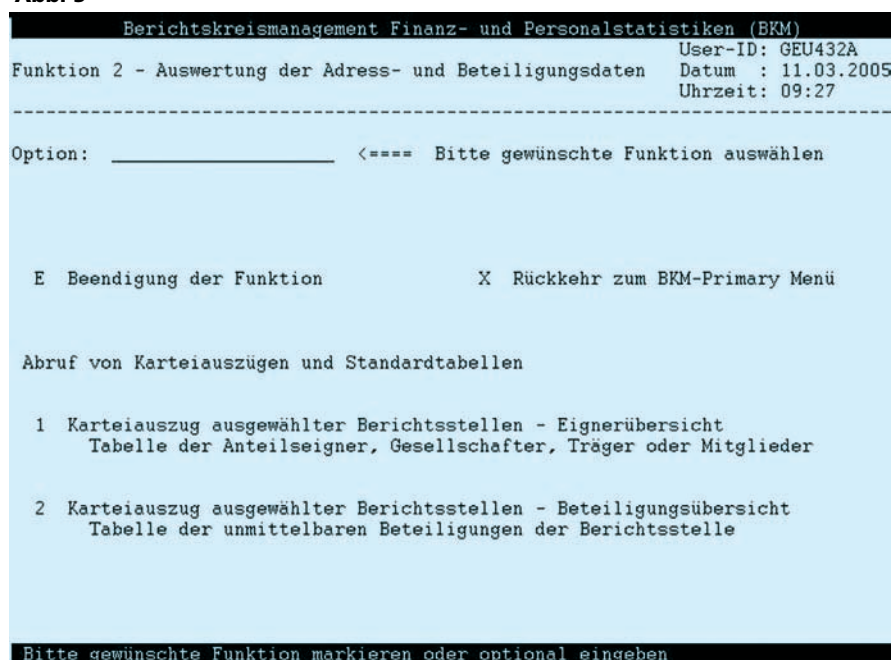 Berichtskreismanagement Finanz- und Personalstatistiken (BKM)
User-ID: GEU432A
Funktion 2 - Auswertung der Adress- und Beteiligungsdaten Datum : 11.03.2005
Uhrzeit: 09:27
Option: <==== Bitte gewünschte Funktion auswählen
E Beendigung der Funktion X Rückkehr zum BKM-Primary Menü
Abruf von Karteiauszügen und Standardtabellen
1 Karteiauszug ausgewählter Berichtsstellen - Eignerübersicht
Tabelle der Anteilseigner, Gesellschafter, Träger oder Mitglieder
2 Karteiauszug ausgewählter Berichtsstellen - Beteiligungsübersicht
Tabelle der unmittelbaren Beteiligungen der Berichtsstelle
Bitte gewünschte Funktion markieren oder optional eingeben